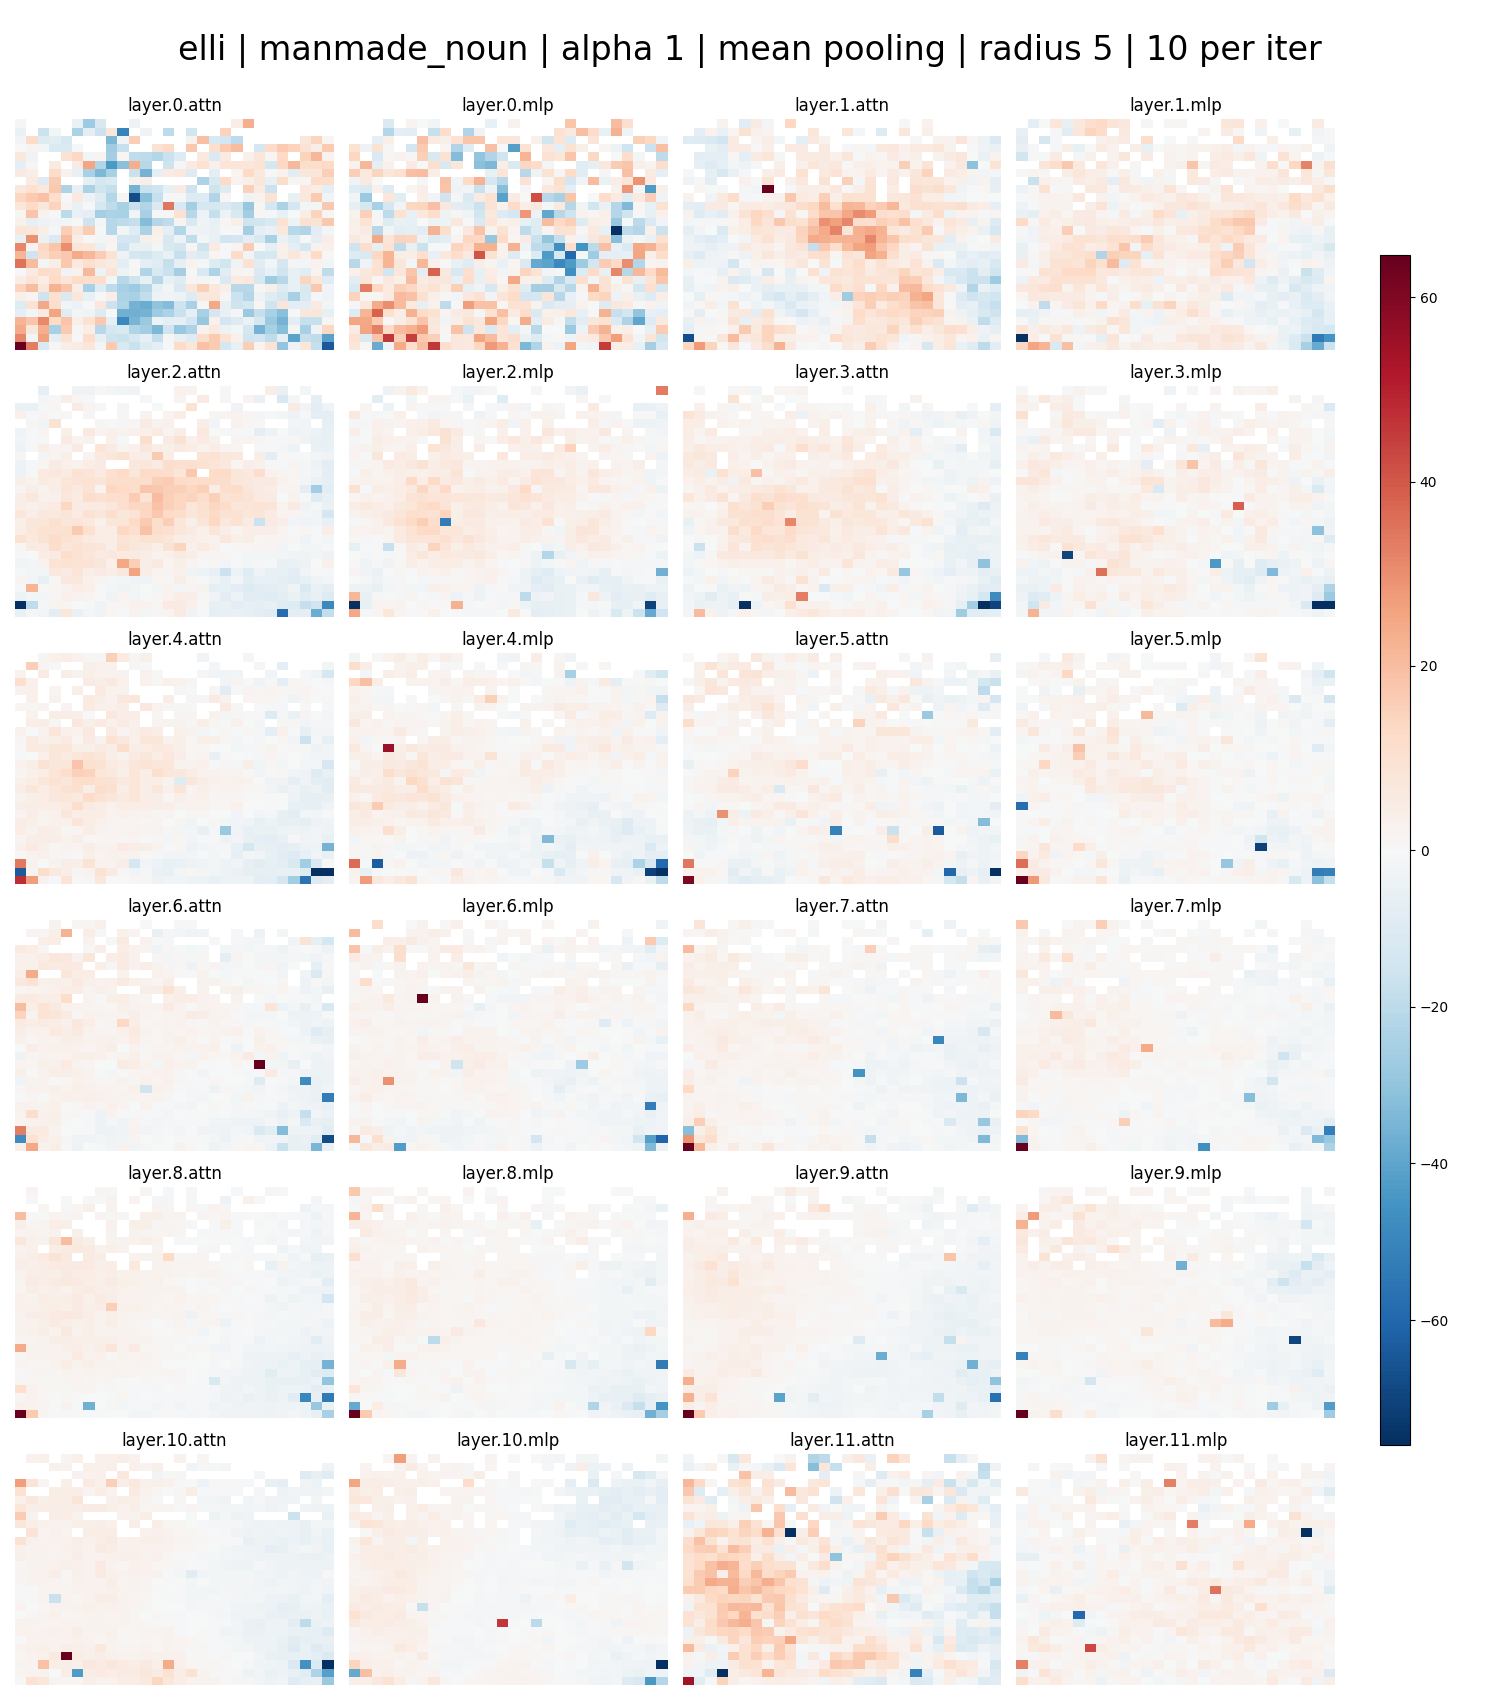 elli | manmade_noun | alpha 1 | mean pooling | radius 5 | 10 per iter
layer.0.attn layer.0.mlp layer.1.attn layer.1.mlp
layer.2.attn layer.2.mlp layer.3.attn layer.3.mlp
layer.4.attn layer.4.mlp layer.5.attn layer.5.mlp
layer.6.attn layer.6.mlp layer.7.attn layer.7.mlp
layer.8.attn layer.8.mlp layer.9.attn layer.9.mlp
layer.10.attn layer.10.mlp layer.11.attn layer.11.mlp
60
40
20
0
−20
−40
−60